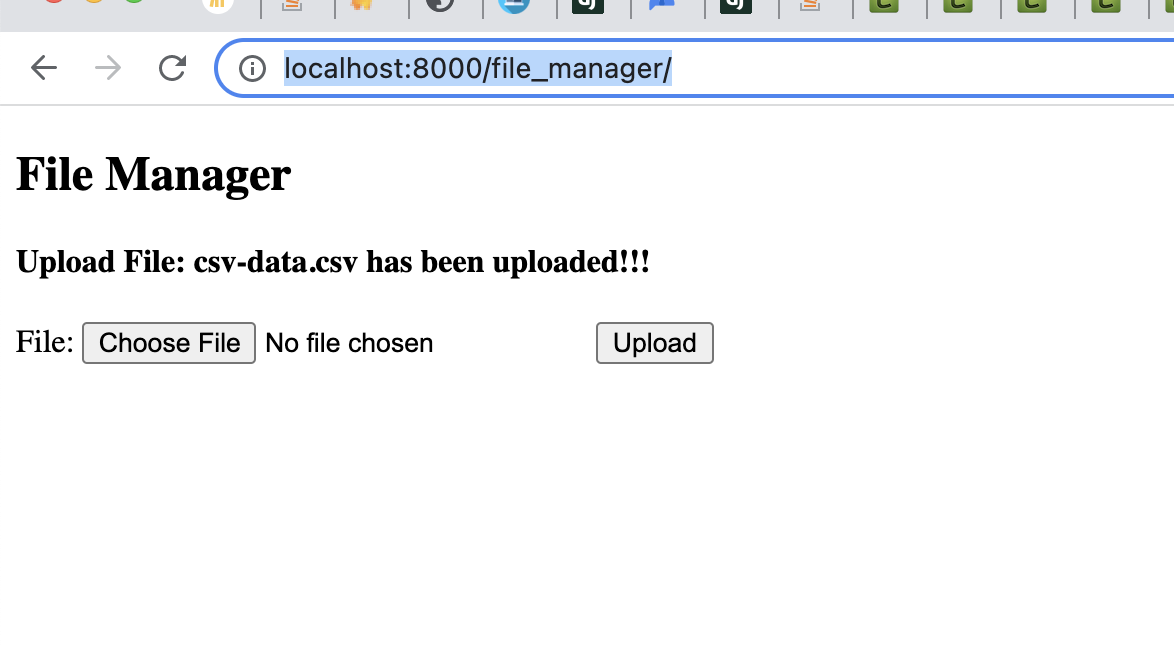 localhost:8000/file_manager/
File Manager
Upload File: csv-data.csv has been uploaded!!!
File: Choose File No file chosen Upload